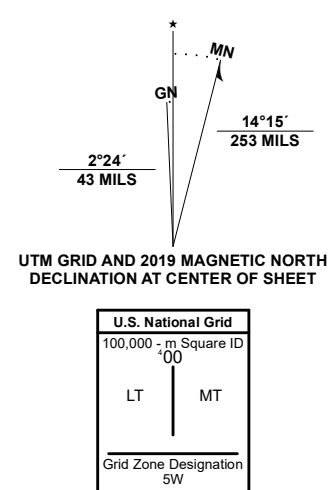 ★
MN
GN
14°15´
253 MILS
2°24´
43 MILS
UTM GRID AND 2019 MAGNETIC NORTH
DECLINATION AT CENTER OF SHEET
U.S. National Grid
100,000 - m Square ID
⁴00
LT MT
Grid Zone Designation
5W